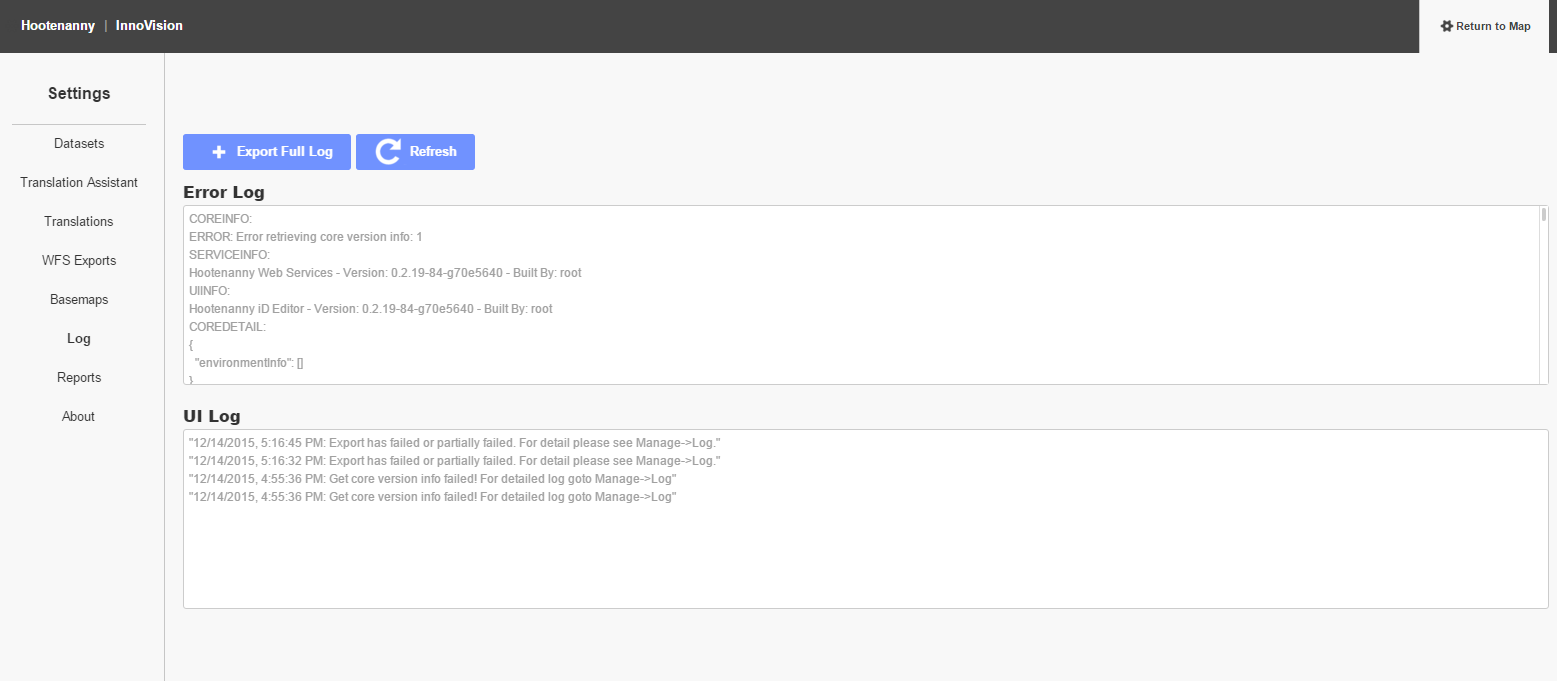 Hootenanny | InnoVision
Return to Map
Settings
Datasets
Translation Assistant
Translations
WFS Exports
Basemaps
Log
Reports
About
Export Full Log
Refresh
Error Log
COREINFO:
ERROR: Error retrieving core version info: 1
SERVICEINFO:
Hootenanny Web Services - Version: 0.2.19-84-g70e5640 - Built By: root
UIINFO:
Hootenanny iD Editor - Version: 0.2.19-84-g70e5640 - Built By: root
COREDETAIL:
{
"environmentInfo": []
}
UI Log
"12/14/2015, 5:16:45 PM: Export has failed or partially failed. For detail please see Manage->Log."
"12/14/2015, 5:16:32 PM: Export has failed or partially failed. For detail please see Manage->Log."
"12/14/2015, 4:55:36 PM: Get core version info failed! For detailed log goto Manage->Log"
"12/14/2015, 4:55:36 PM: Get core version info failed! For detailed log goto Manage->Log"